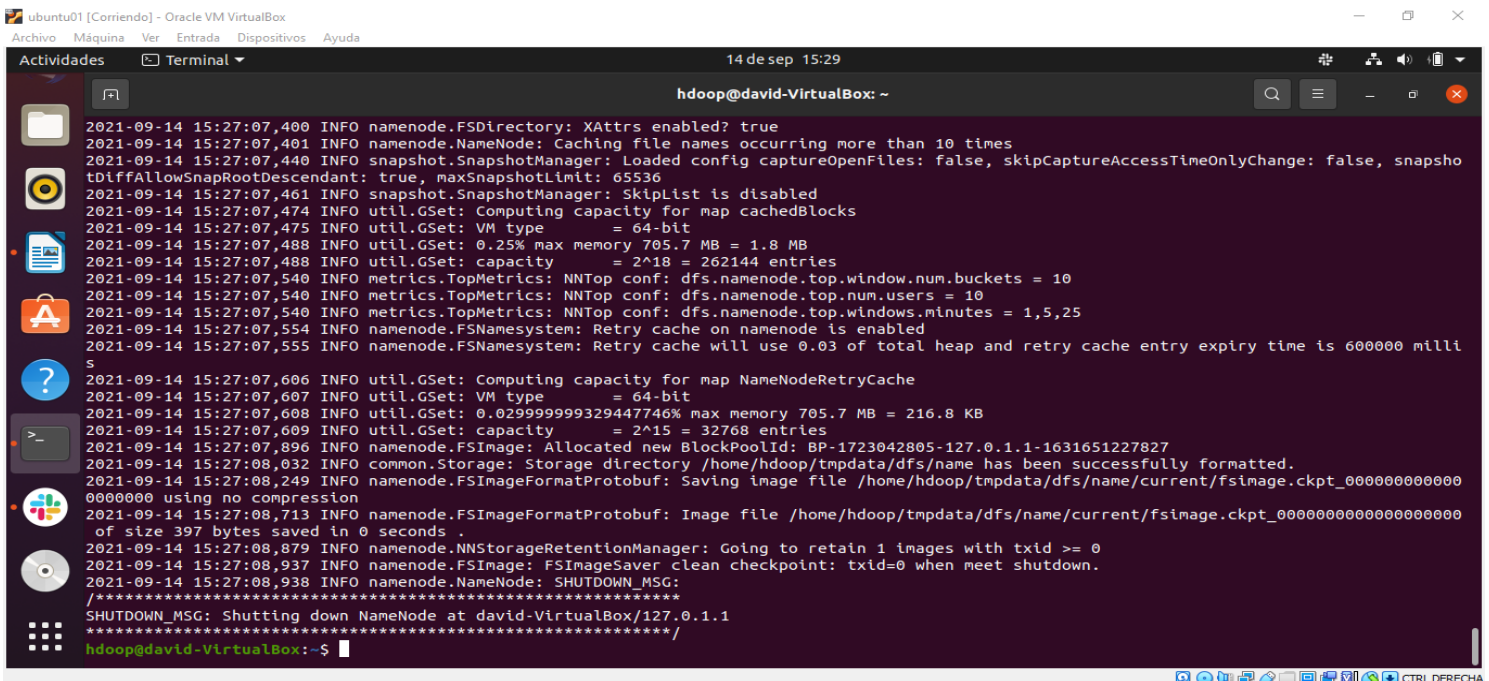 ubuntu01 [Corriendo] - Oracle VM VirtualBox
Archivo Máquina Ver Entrada Dispositivos Ayuda
Actividades Terminal 14 de sep 15:29
hdoop@david-VirtualBox: ~
2021-09-14 15:27:07,400 INFO namenode.FSDirectory: XAttrs enabled? true
2021-09-14 15:27:07,401 INFO namenode.NameNode: Caching file names occurring more than 10 times
2021-09-14 15:27:07,440 INFO snapshot.SnapshotManager: Loaded config captureOpenFiles: false, skipCaptureAccessTimeOnlyChange: false, snapsho
tDiffAllowSnapRootDescendant: true, maxSnapshotLimit: 65536
2021-09-14 15:27:07,461 INFO snapshot.SnapshotManager: SkipList is disabled
2021-09-14 15:27:07,474 INFO util.GSet: Computing capacity for map cachedBlocks
2021-09-14 15:27:07,475 INFO util.GSet: VM type       = 64-bit
2021-09-14 15:27:07,488 INFO util.GSet: 0.25% max memory 705.7 MB = 1.8 MB
2021-09-14 15:27:07,488 INFO util.GSet: capacity      = 2^18 = 262144 entries
2021-09-14 15:27:07,540 INFO metrics.TopMetrics: NNTop conf: dfs.namenode.top.window.num.buckets = 10
2021-09-14 15:27:07,540 INFO metrics.TopMetrics: NNTop conf: dfs.namenode.top.num.users = 10
2021-09-14 15:27:07,540 INFO metrics.TopMetrics: NNTop conf: dfs.namenode.top.windows.minutes = 1,5,25
2021-09-14 15:27:07,554 INFO namenode.FSNamesystem: Retry cache on namenode is enabled
2021-09-14 15:27:07,555 INFO namenode.FSNamesystem: Retry cache will use 0.03 of total heap and retry cache entry expiry time is 600000 milli
s
2021-09-14 15:27:07,606 INFO util.GSet: Computing capacity for map NameNodeRetryCache
2021-09-14 15:27:07,607 INFO util.GSet: VM type       = 64-bit
2021-09-14 15:27:07,608 INFO util.GSet: 0.029999999329447746% max memory 705.7 MB = 216.8 KB
2021-09-14 15:27:07,609 INFO util.GSet: capacity      = 2^15 = 32768 entries
2021-09-14 15:27:07,896 INFO namenode.FSImage: Allocated new BlockPoolId: BP-1723042805-127.0.1.1-1631651227827
2021-09-14 15:27:08,032 INFO common.Storage: Storage directory /home/hdoop/tmpdata/dfs/name has been successfully formatted.
2021-09-14 15:27:08,249 INFO namenode.FSImageFormatProtobuf: Saving image file /home/hdoop/tmpdata/dfs/name/current/fsimage.ckpt_000000000000
0000000 using no compression
2021-09-14 15:27:08,713 INFO namenode.FSImageFormatProtobuf: Image file /home/hdoop/tmpdata/dfs/name/current/fsimage.ckpt_0000000000000000000
 of size 397 bytes saved in 0 seconds .
2021-09-14 15:27:08,879 INFO namenode.NNStorageRetentionManager: Going to retain 1 images with txid >= 0
2021-09-14 15:27:08,937 INFO namenode.FSImage: FSImageSaver clean checkpoint: txid=0 when meet shutdown.
2021-09-14 15:27:08,938 INFO namenode.NameNode: SHUTDOWN_MSG:
/************************************************************
SHUTDOWN_MSG: Shutting down NameNode at david-VirtualBox/127.0.1.1
************************************************************/
hdoop@david-VirtualBox:~$
CTRL DERECHA